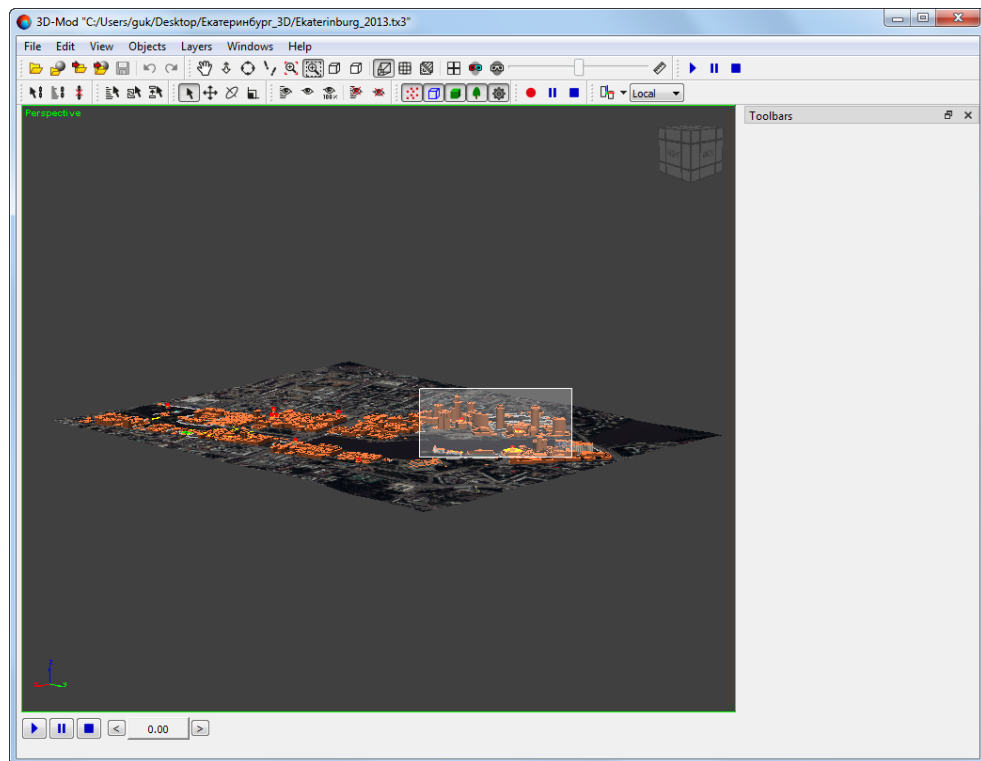 3D-Mod "C:/Users/guk/Desktop/Екатеринбург_3D/Ekaterinburg_2013.tx3"
File Edit View Objects Layers Windows Help
100%
Local
Perspective
Toolbars
z
< 0.00 >